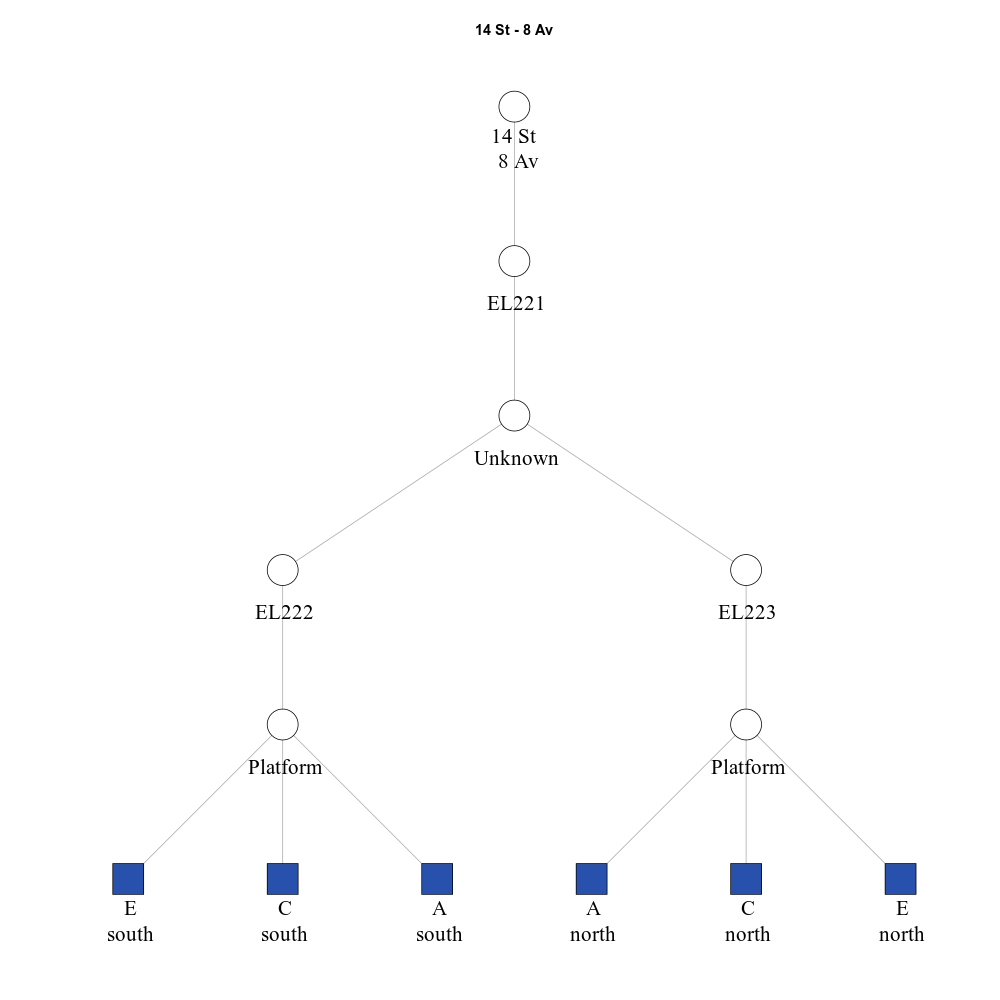 14 St - 8 Av
14 St
8 Av
EL221
Unknown
EL222
EL223
Platform
Platform
E
south
C
south
A
south
A
north
C
north
E
north